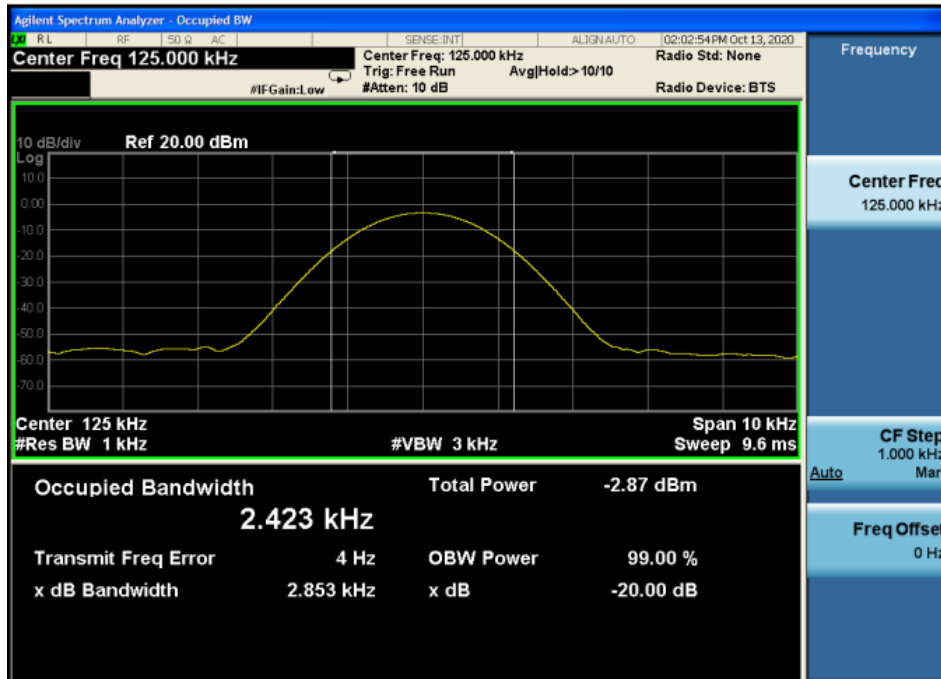 Agilent Spectrum Analyzer - Occupied BW
LXI RL RF 50 Ω AC SENSE:INT ALIGN AUTO 02:02:54 PM Oct 13, 2020
Center Freq 125.000 kHz
Center Freq: 125.000 kHz Radio Std: None
Trig: Free Run Avg|Hold:> 10/10
#IFGain:Low #Atten: 10 dB Radio Device: BTS
10 dB/div Ref 20.00 dBm
Log
10.0
0.00
-10.0
-20.0
-30.0
-40.0
-50.0
-60.0
-70.0
Center 125 kHz Span 10 kHz
#Res BW 1 kHz #VBW 3 kHz Sweep 9.6 ms
Occupied Bandwidth Total Power -2.87 dBm
2.423 kHz
Transmit Freq Error 4 Hz OBW Power 99.00 %
x dB Bandwidth 2.853 kHz x dB -20.00 dB
Frequency
Center Freq
125.000 kHz
CF Step
1.000 kHz
Auto Man
Freq Offset
0 Hz